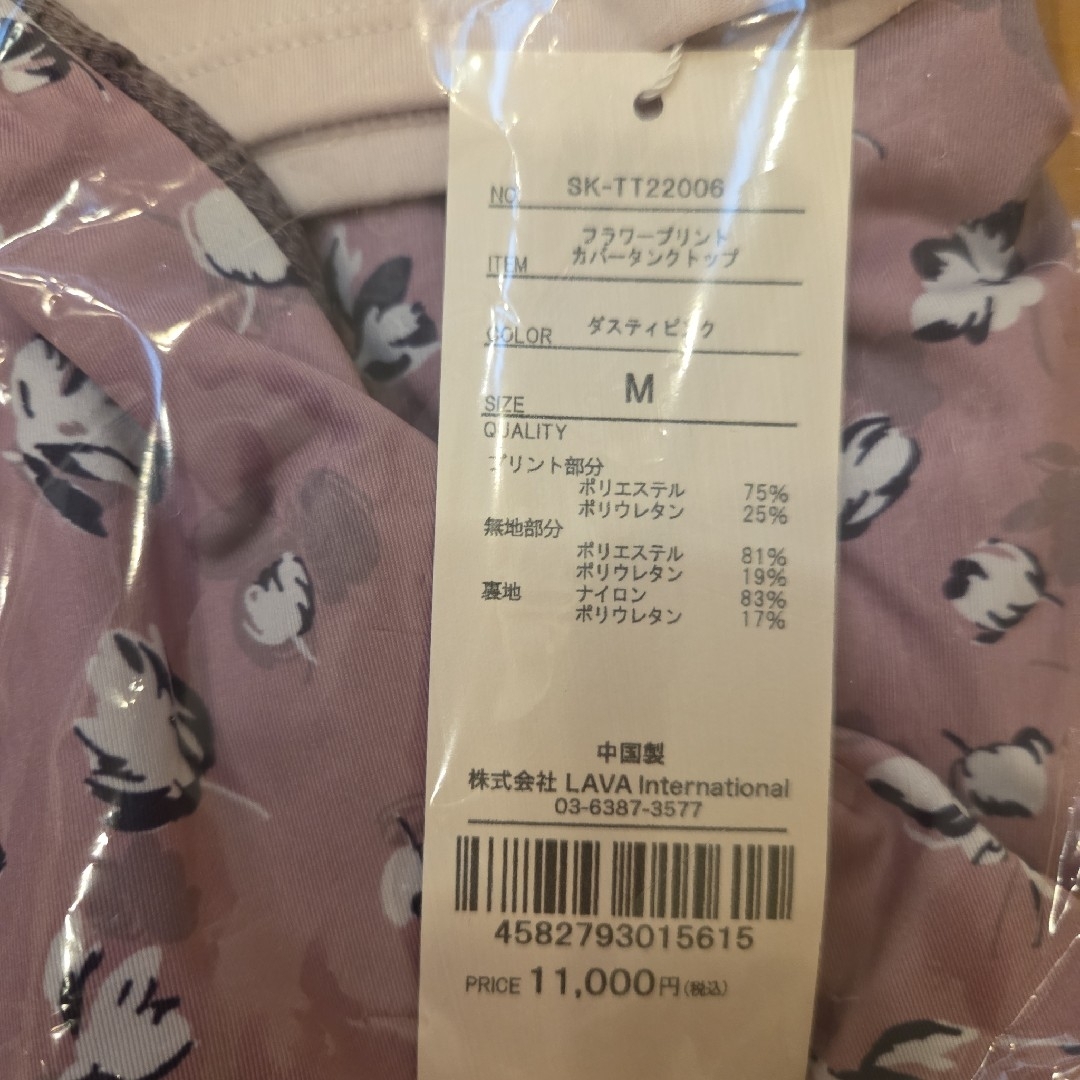 NO. SK-TT22006
フラワープリント
ITEM カバータンクトップ
COLOR ダスティピンク
SIZE M
QUALITY
プリント部分
ポリエステル 75%
ポリウレタン 25%
無地部分
ポリエステル 81%
ポリウレタン 19%
裏地 ナイロン 83%
ポリウレタン 17%
中国製
株式会社 LAVA International
03-6387-3577
4582793015615
PRICE 11,000円(税込)